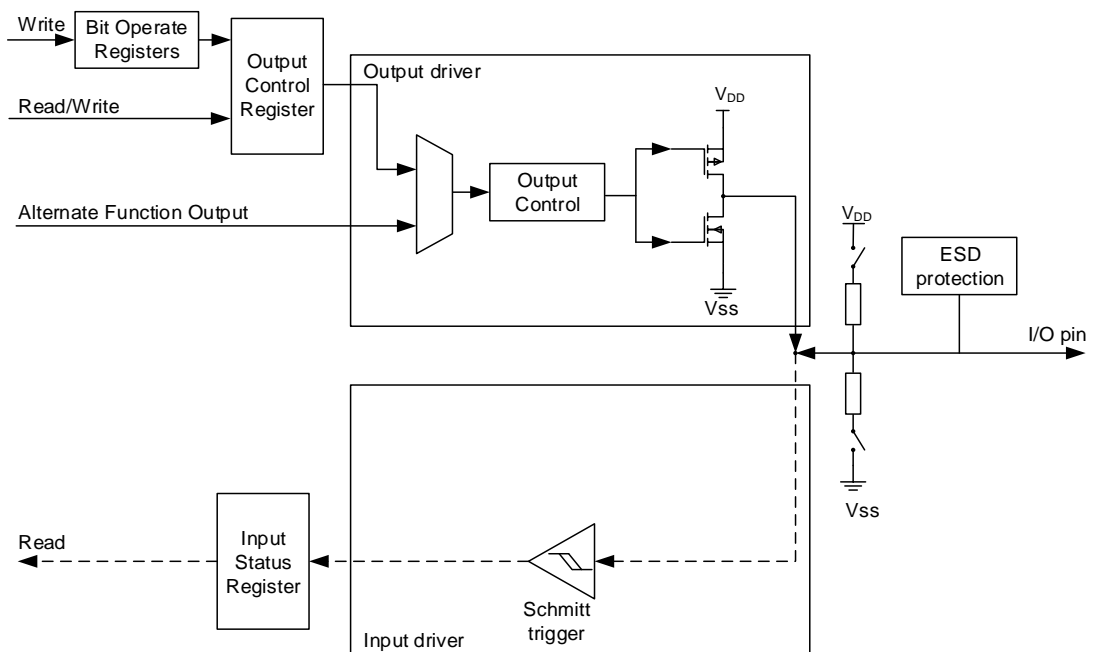 Write
Bit Operate
Registers
Output
Control
Register
Read/Write
Alternate Function Output
Output driver
Output
Control
VDD
Vss
VDD
ESD
protection
I/O pin
Vss
Read
Input
Status
Register
Schmitt
trigger
Input driver